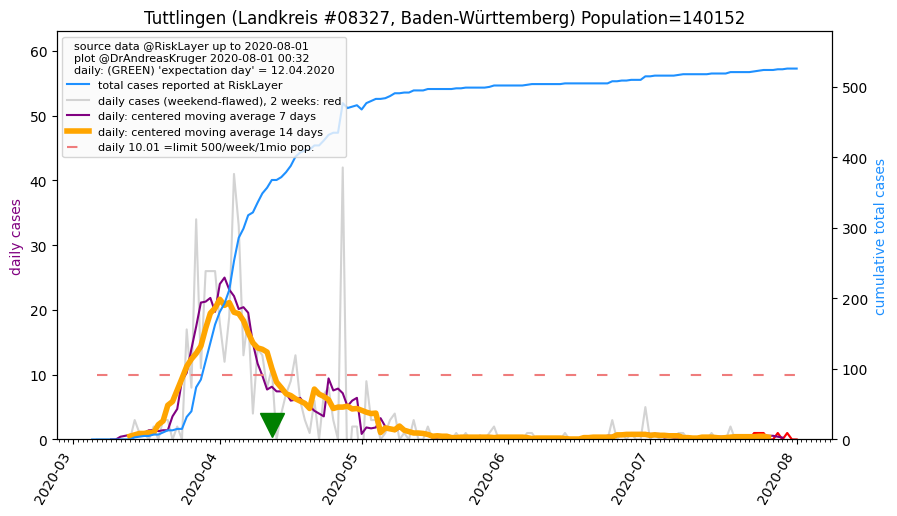 Tuttlingen (Landkreis #08327, Baden-Württemberg) Population=140152
source data @RiskLayer up to 2020-08-01
plot @DrAndreasKruger 2020-08-01 00:32
daily: (GREEN) 'expectation day' = 12.04.2020
total cases reported at RiskLayer
daily cases (weekend-flawed), 2 weeks: red
daily: centered moving average 7 days
daily: centered moving average 14 days
daily 10.01 =limit 500/week/1mio pop.
daily cases
60
50
40
30
20
10
0
cumulative total cases
500
400
300
200
100
0
2020-03
2020-04
2020-05
2020-06
2020-07
2020-08